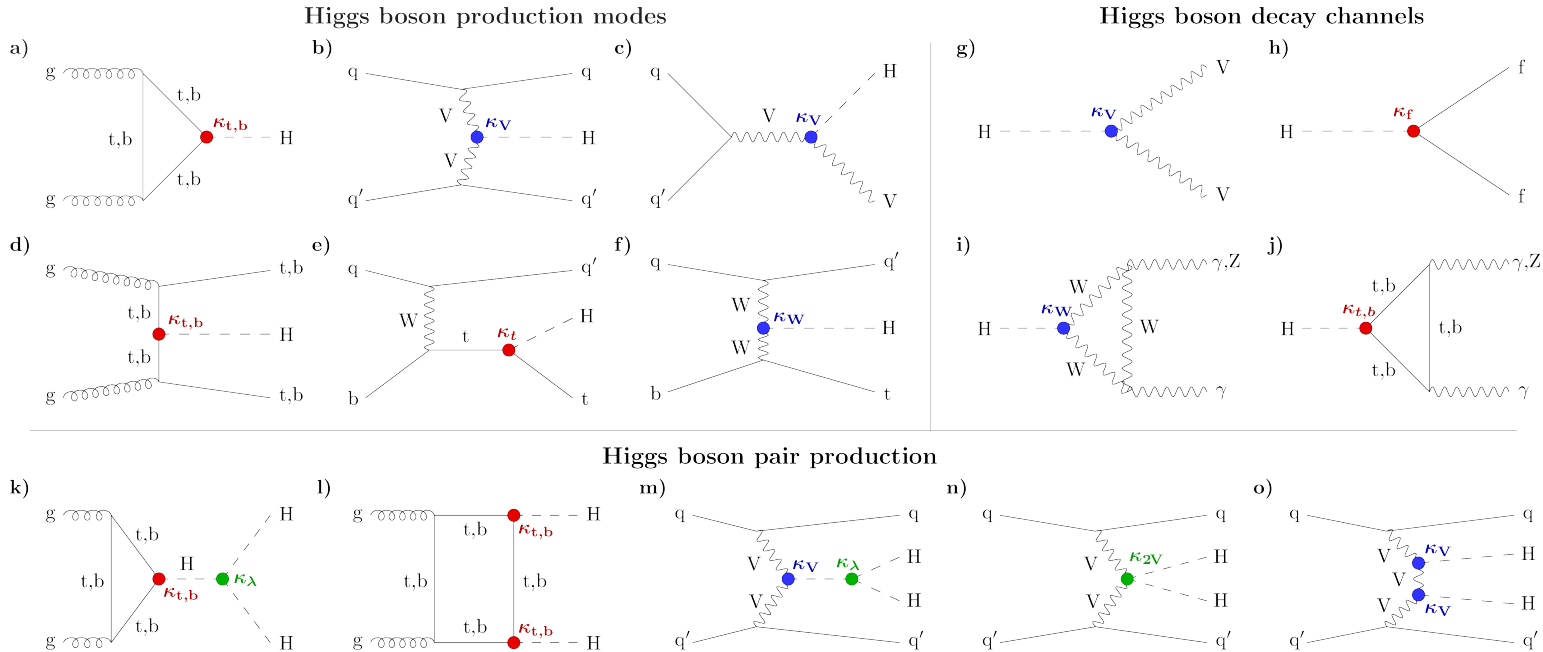 Higgs boson production modes
Higgs boson decay channels
a)
g
g
t,b
t,b
t,b
κt,b
H
b)
q
q
V
κV
H
V
q′
q′
c)
q
H
V
κV
q′
V
g)
V
κV
H
V
h)
f
κf
H
f
d)
g
t,b
t,b
κt,b
H
t,b
g
t,b
e)
q
q′
W
H
t
κt
b
t
f)
q
q′
W
κW
H
W
b
t
i)
γ,Z
W
κW
H
W
W
γ
j)
γ,Z
t,b
κt,b
H
t,b
t,b
γ
Higgs boson pair production
k)
g
H
t,b
H
t,b
κλ
κt,b
t,b
g
H
l)
g
H
t,b
κt,b
t,b
t,b
t,b
κt,b
g
H
m)
q
q
V
κV
κλ
H
V
H
q′
q′
n)
q
q
V
κ2V
H
V
H
q′
q′
o)
q
q
V
κV
H
V
V
κV
H
q′
q′